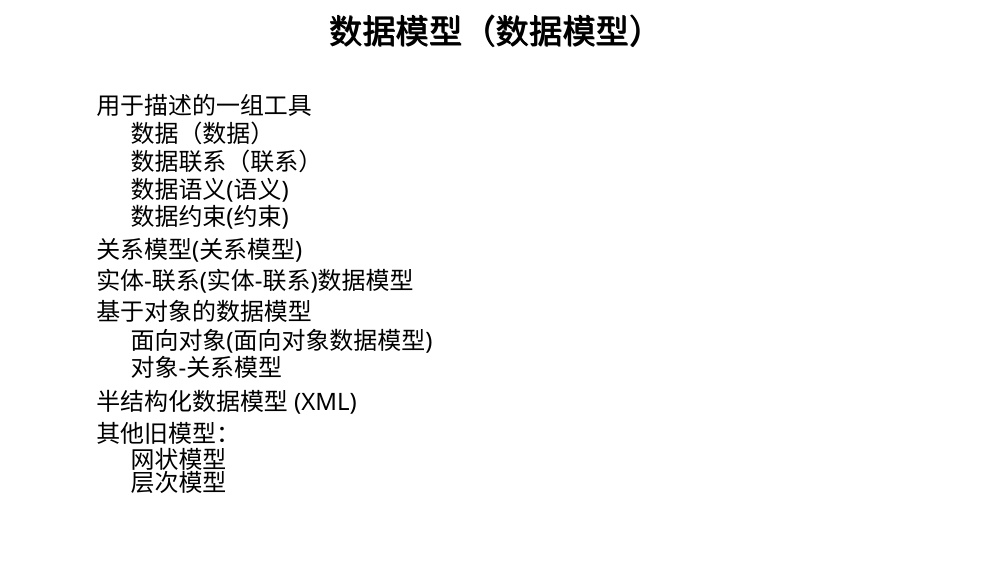 数据模型（数据模型）
用于描述的一组工具
数据（数据）
数据联系（联系）
数据语义(语义)
数据约束(约束)
关系模型(关系模型)
实体-联系(实体-联系)数据模型
基于对象的数据模型
面向对象(面向对象数据模型)
对象-关系模型
半结构化数据模型 (XML)
其他旧模型：
网状模型
层次模型